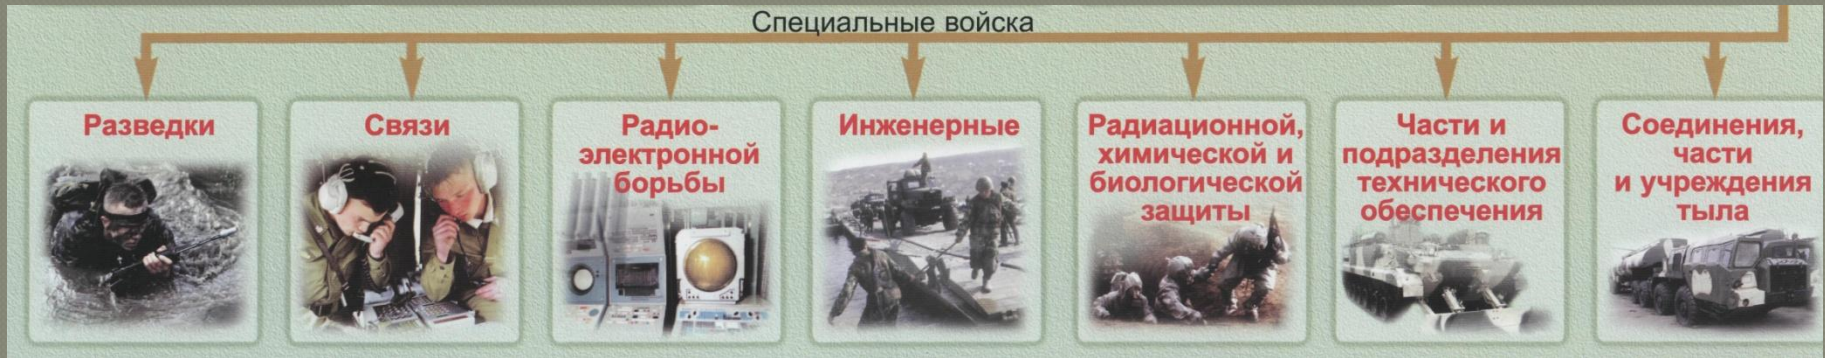 Специальные войска
Разведки
Связи
Радио-
электронной
борьбы
Инженерные
Радиационной,
химической и
биологической
защиты
Части и
подразделения
технического
обеспечения
Соединения,
части
и учреждения
тыла